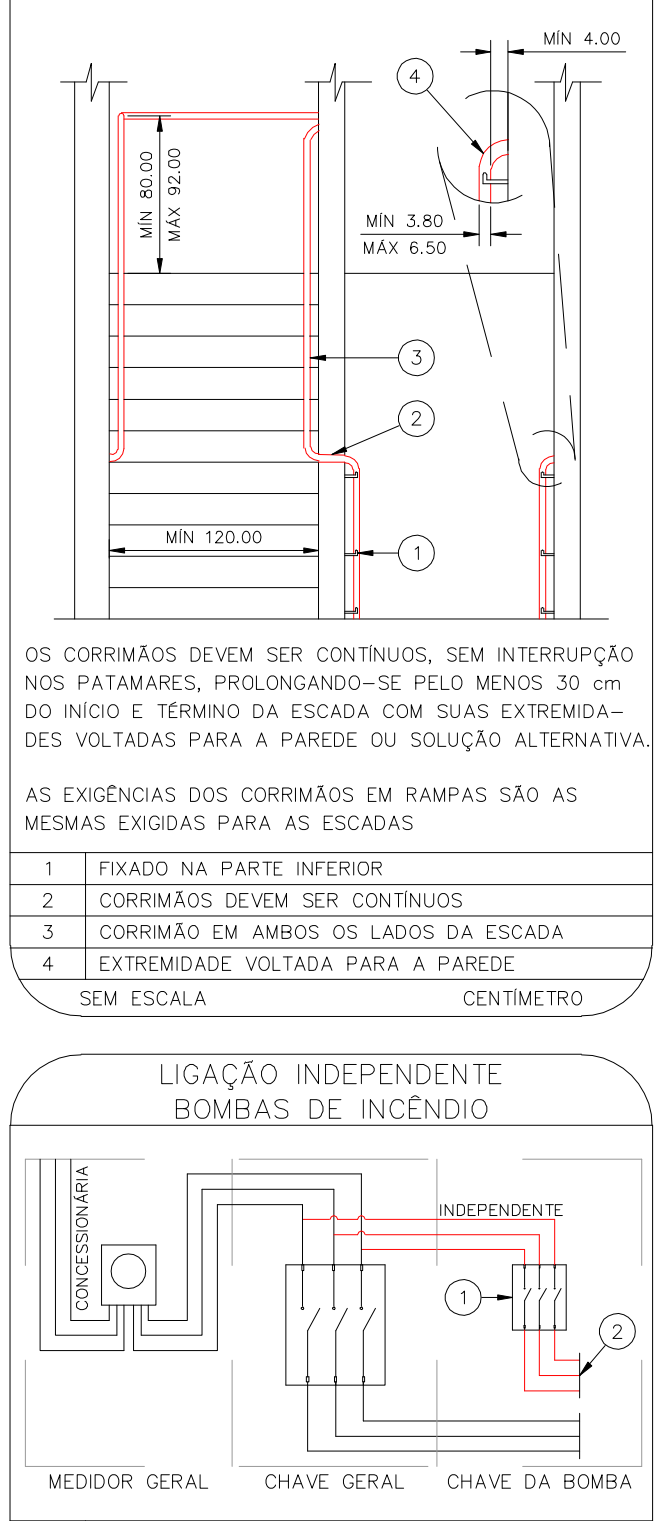 MÍN 4.00
4
MÍN 80.00
MÁX 92.00
MÍN 3.80
MÁX 6.50
3
2
MÍN 120.00
1
OS CORRIMÃOS DEVEM SER CONTÍNUOS, SEM INTERRUPÇÃO
NOS PATAMARES, PROLONGANDO-SE PELO MENOS 30 cm
DO INÍCIO E TÉRMINO DA ESCADA COM SUAS EXTREMIDA-
DES VOLTADAS PARA A PAREDE OU SOLUÇÃO ALTERNATIVA.
AS EXIGÊNCIAS DOS CORRIMÃOS EM RAMPAS SÃO AS
MESMAS EXIGIDAS PARA AS ESCADAS
1 FIXADO NA PARTE INFERIOR
2 CORRIMÃOS DEVEM SER CONTÍNUOS
3 CORRIMÃO EM AMBOS OS LADOS DA ESCADA
4 EXTREMIDADE VOLTADA PARA A PAREDE
SEM ESCALA CENTÍMETRO
LIGAÇÃO INDEPENDENTE
BOMBAS DE INCÊNDIO
CONCESSIONÁRIA
INDEPENDENTE
1
2
MEDIDOR GERAL CHAVE GERAL CHAVE DA BOMBA